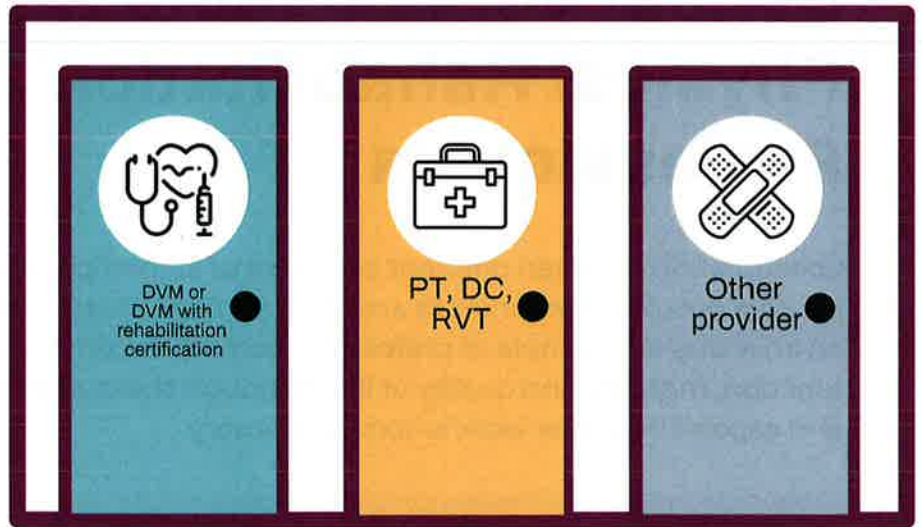 DVM or
DVM with
rehabilitation
certification
PT, DC,
RVT
Other
provider